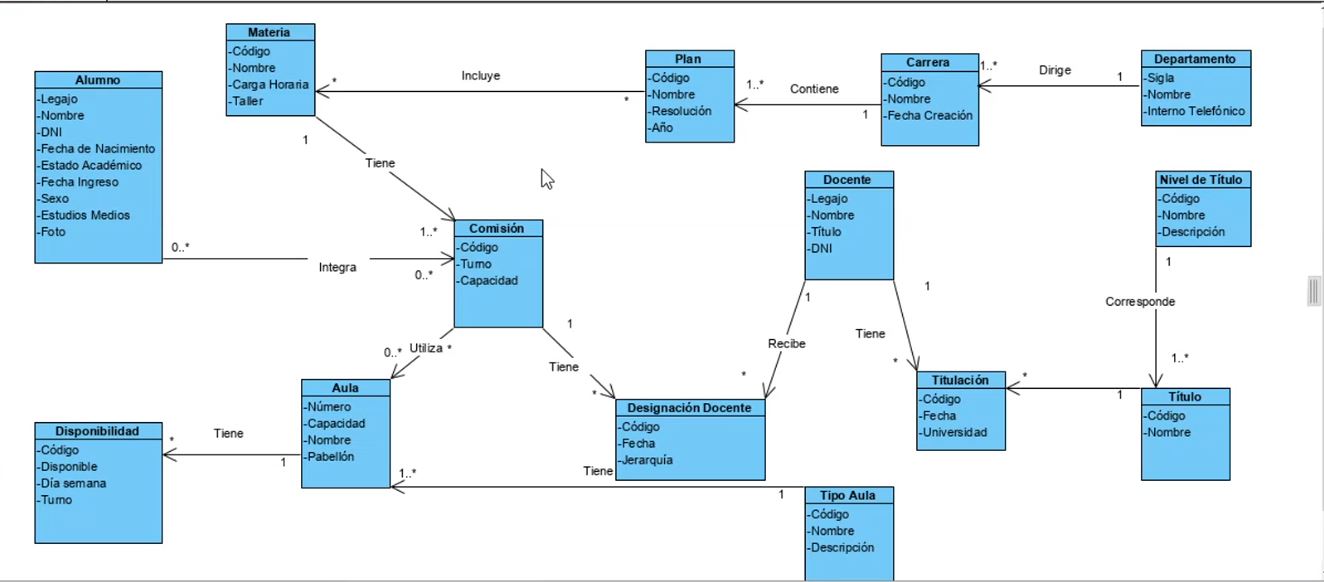 Materia
-Código
-Nombre
-Carga Horaria
-Taller
Alumno
-Legajo
-Nombre
-DNI
-Fecha de Nacimiento
-Estado Académico
-Fecha Ingreso
-Sexo
-Estudios Medios
-Foto
*
Incluye
*
Plan
-Código
-Nombre
-Resolución
-Año
1..*
Contiene
1
Carrera
-Código
-Nombre
-Fecha Creación
1..*
Dirige
1
Departamento
-Sigla
-Nombre
-Interno Telefónico
1
Tiene
1..*
0..*
Integra
0..*
Comisión
-Código
-Turno
-Capacidad
Docente
-Legajo
-Nombre
-Título
-DNI
Nivel de Título
-Código
-Nombre
-Descripción
1
Corresponde
1..*
0..*
Utiliza
*
1
Tiene
*
1
Recibe
*
1
Tiene
*
Aula
-Número
-Capacidad
-Nombre
-Pabellón
Designación Docente
-Código
-Fecha
-Jerarquía
Titulación
-Código
-Fecha
-Universidad
*
1
Título
-Código
-Nombre
Disponibilidad
-Código
-Disponible
-Día semana
-Turno
*
Tiene
1
1..*
Tiene
1
Tipo Aula
-Código
-Nombre
-Descripción